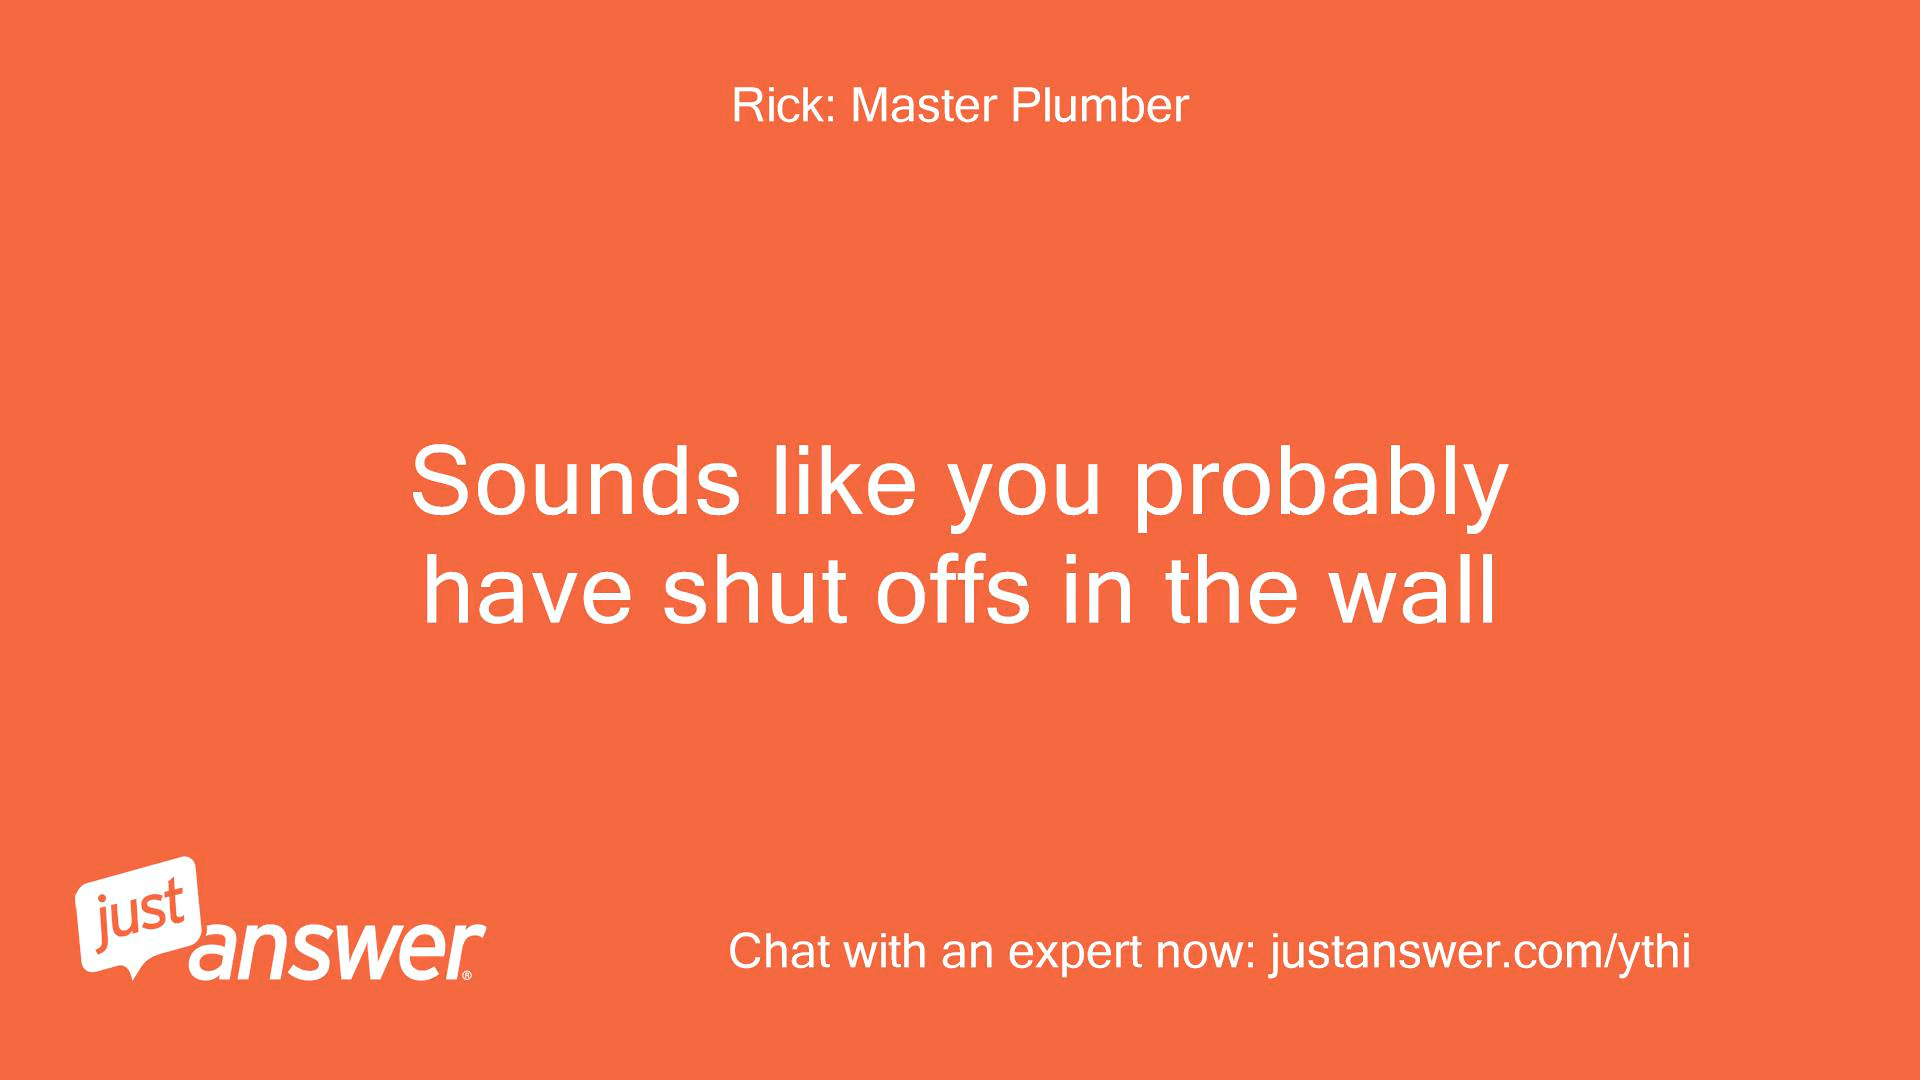 Rick: Master Plumber
Sounds like you probably
have shut offs in the wall
just
answer®
Chat with an expert now: justanswer.com/ythi